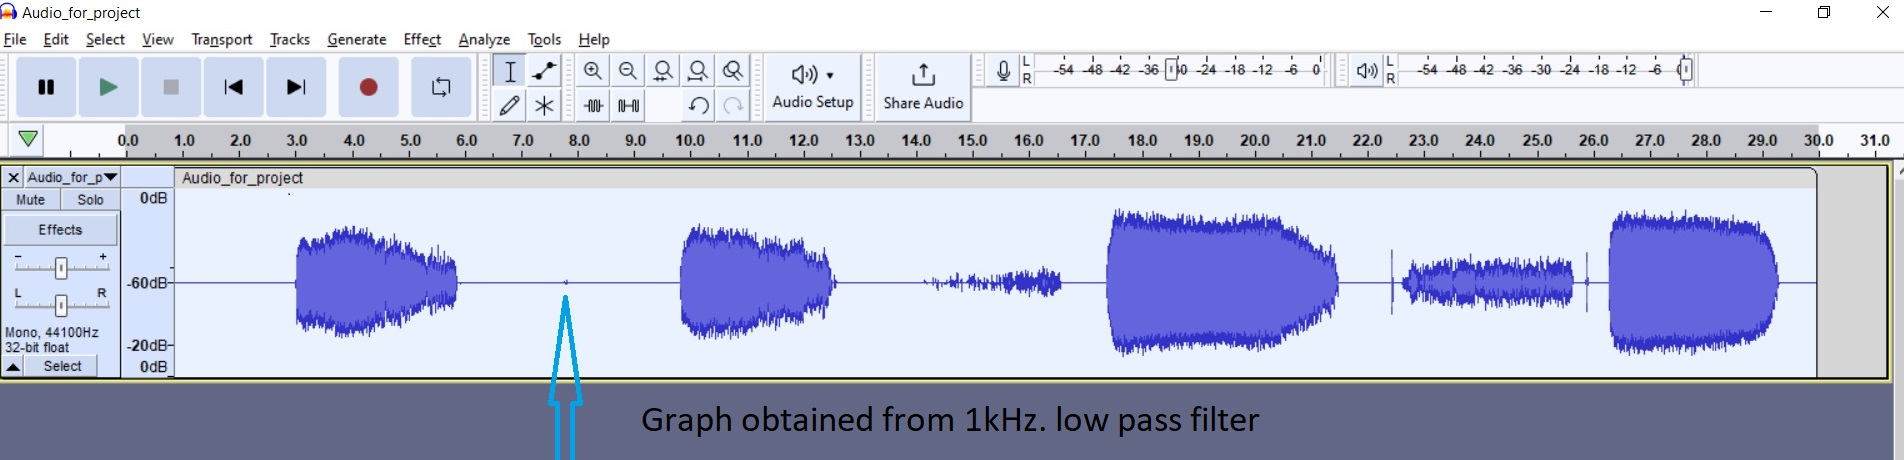 Audio_for_project
File Edit Select View Transport Tracks Generate Effect Analyze Tools Help
Audio Setup
Share Audio
L
R
-54 -48 -42 -36 -24 -18 -12 -6 0
L
R
-54 -48 -42 -36 -30 -24 -18 -12 -6
0.0 1.0 2.0 3.0 4.0 5.0 6.0 7.0 8.0 9.0 10.0 11.0 12.0 13.0 14.0 15.0 16.0 17.0 18.0 19.0 20.0 21.0 22.0 23.0 24.0 25.0 26.0 27.0 28.0 29.0 30.0 31.0
Audio_for_p
Audio_for_project
Mute Solo
0dB
Effects
- +
-60dB
L R
Mono, 44100Hz
32-bit float
-20dB
Select
0dB
Graph obtained from 1kHz. low pass filter